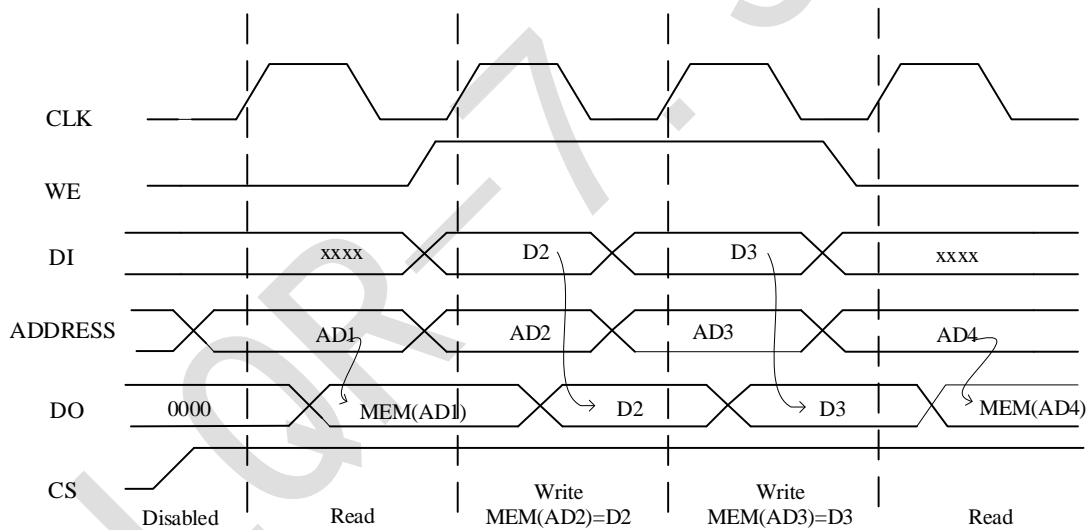 CLK
WE
DI xxxx D2 D3 xxxx
ADDRESS AD1 AD2 AD3 AD4
DO 0000 MEM(AD1) D2 D3 MEM(AD4)
CS
Disabled Read Write Write Read
MEM(AD2)=D2 MEM(AD3)=D3